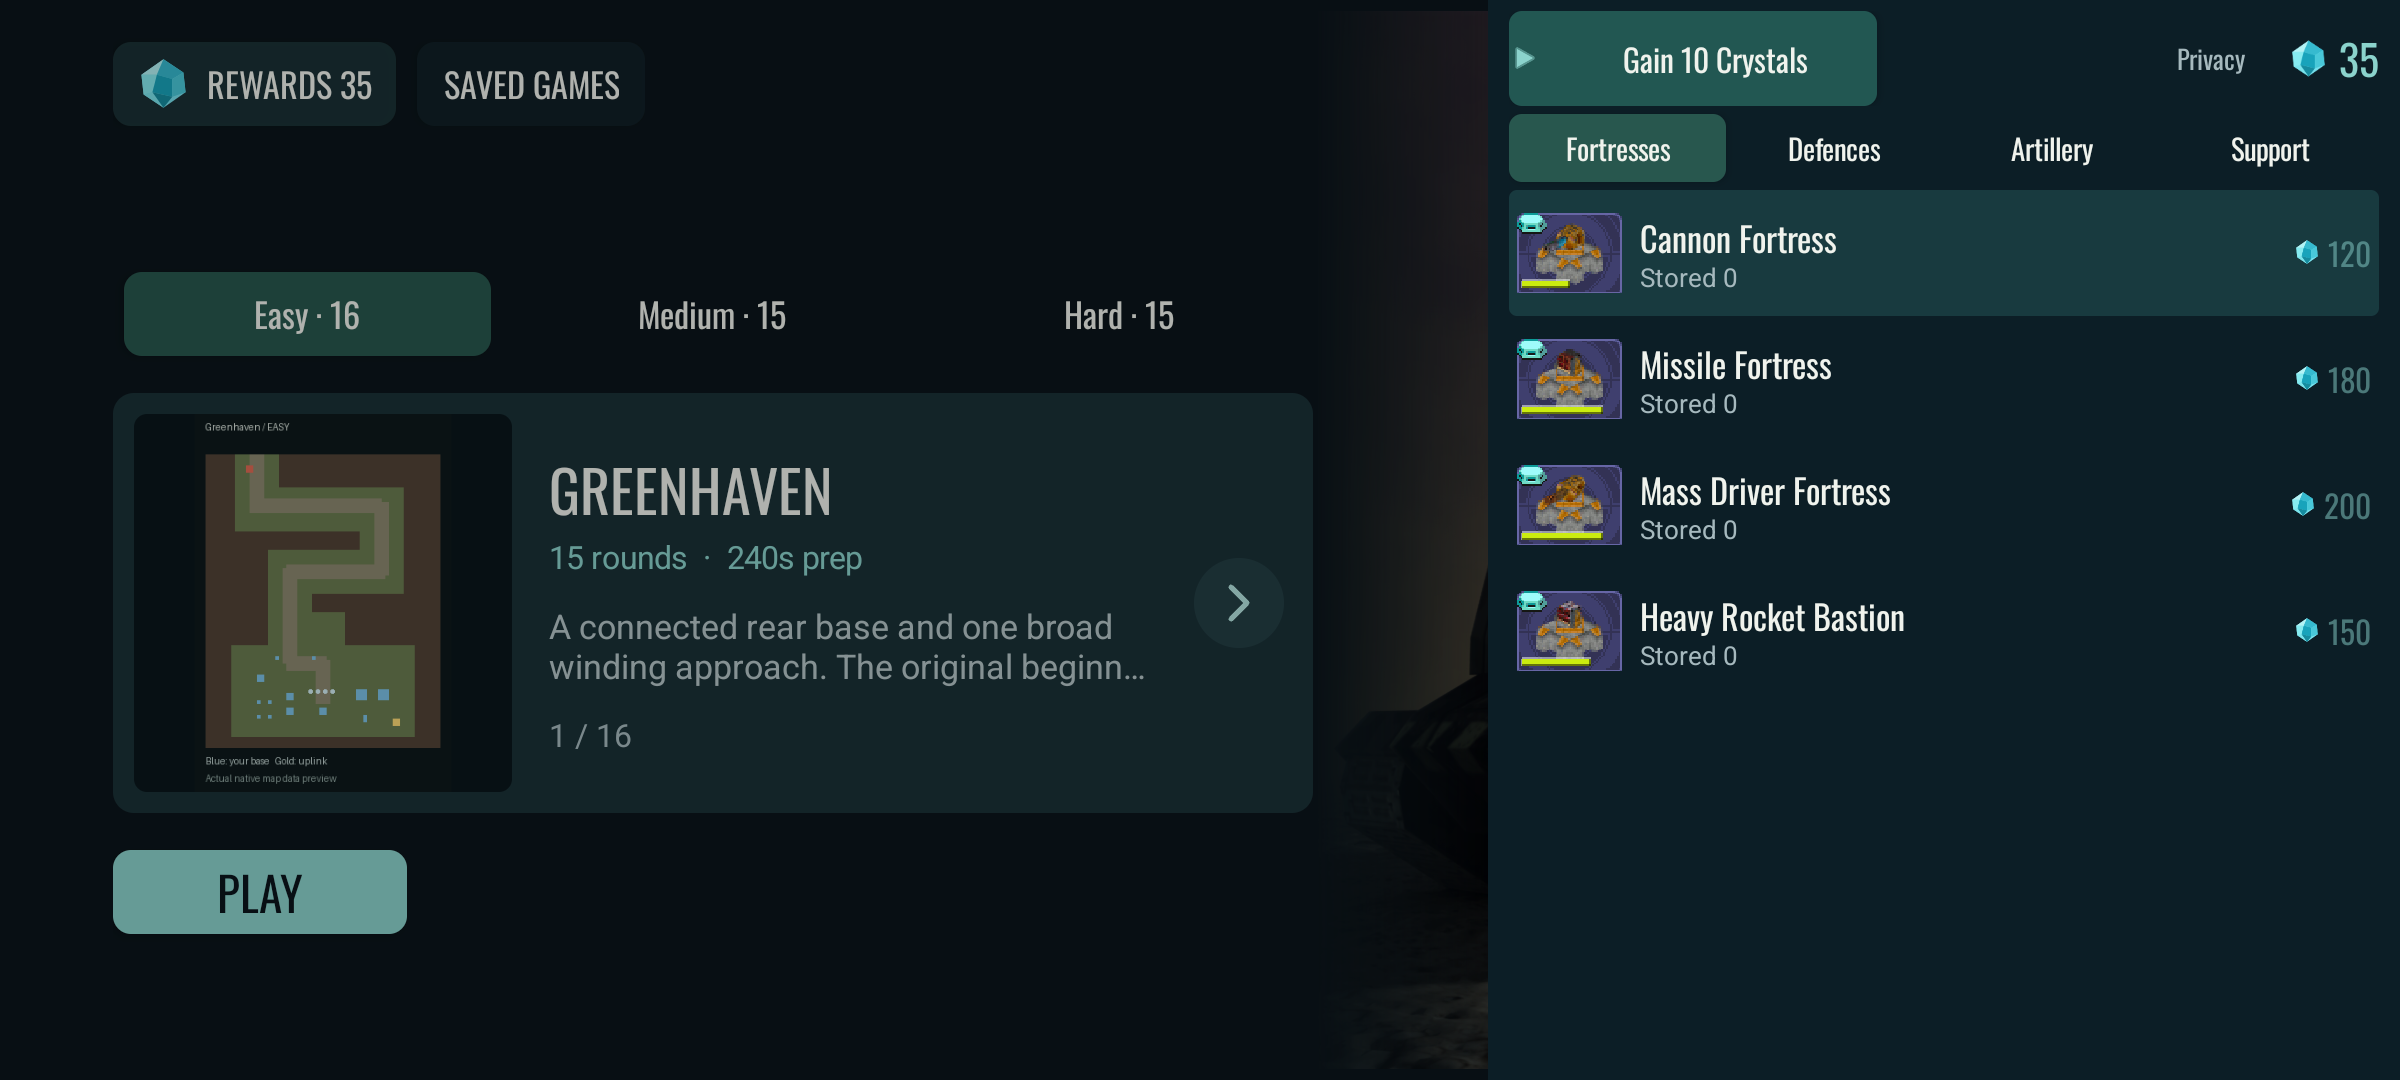 REWARDS 35
SAVED GAMES
Easy · 16
Medium · 15
Hard · 15
Greenhaven / EASY
Blue: your base Gold: uplink
Actual native map data preview
GREENHAVEN
15 rounds · 240s prep
A connected rear base and one broad
winding approach. The original beginn...
1 / 16
PLAY
Gain 10 Crystals
Privacy
35
Fortresses
Defences
Artillery
Support
Cannon Fortress
Stored 0
120
Missile Fortress
Stored 0
180
Mass Driver Fortress
Stored 0
200
Heavy Rocket Bastion
Stored 0
150